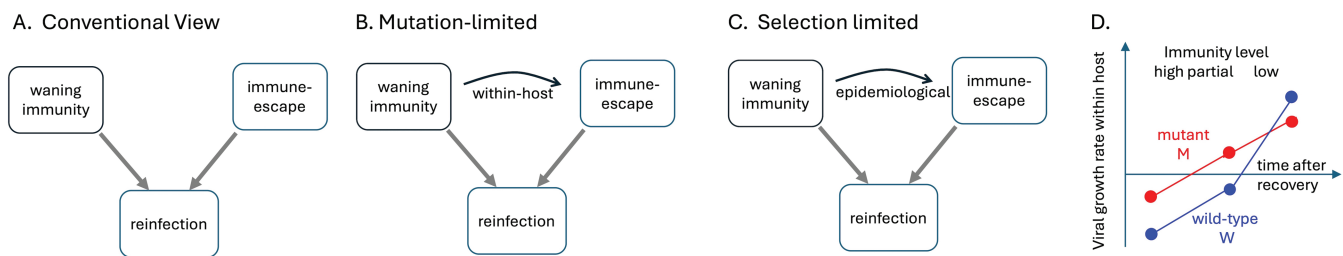 A. Conventional View
waning
immunity
immune-
escape
reinfection
B. Mutation-limited
waning
immunity
within-host
immune-
escape
reinfection
C. Selection limited
waning
immunity
epidemiological
immune-
escape
reinfection
D.
Viral growth rate within host
Immunity level
high partial low
mutant
M
time after
recovery
wild-type
W